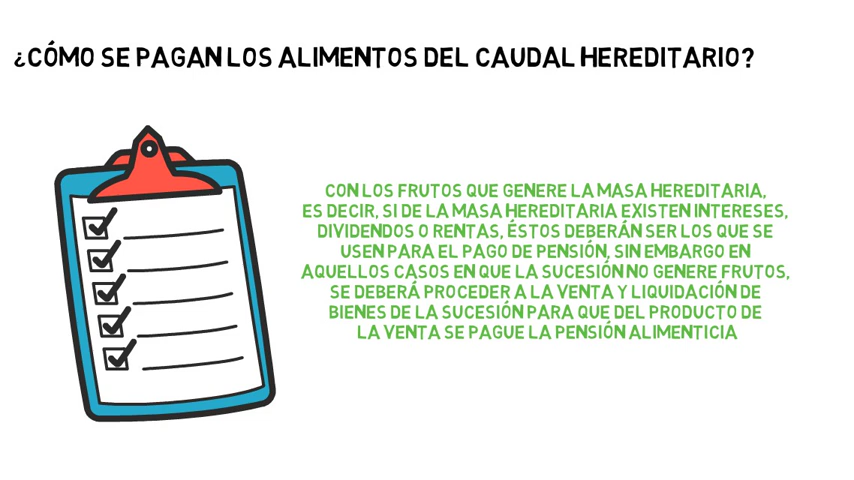 ¿CÓMO SE PAGAN LOS ALIMENTOS DEL CAUDAL HEREDITARIO?
CON LOS FRUTOS QUE GENERE LA MASA HEREDITARIA,
ES DECIR, SI DE LA MASA HEREDITARIA EXISTEN INTERESES,
DIVIDENDOS O RENTAS, ÉSTOS DEBERÁN SER LOS QUE SE
USEN PARA EL PAGO DE PENSIÓN, SIN EMBARGO EN
AQUELLOS CASOS EN QUE LA SUCESIÓN NO GENERE FRUTOS,
SE DEBERÁ PROCEDER A LA VENTA Y LIQUIDACIÓN DE
BIENES DE LA SUCESIÓN PARA QUE DEL PRODUCTO DE
LA VENTA SE PAGUE LA PENSIÓN ALIMENTICIA